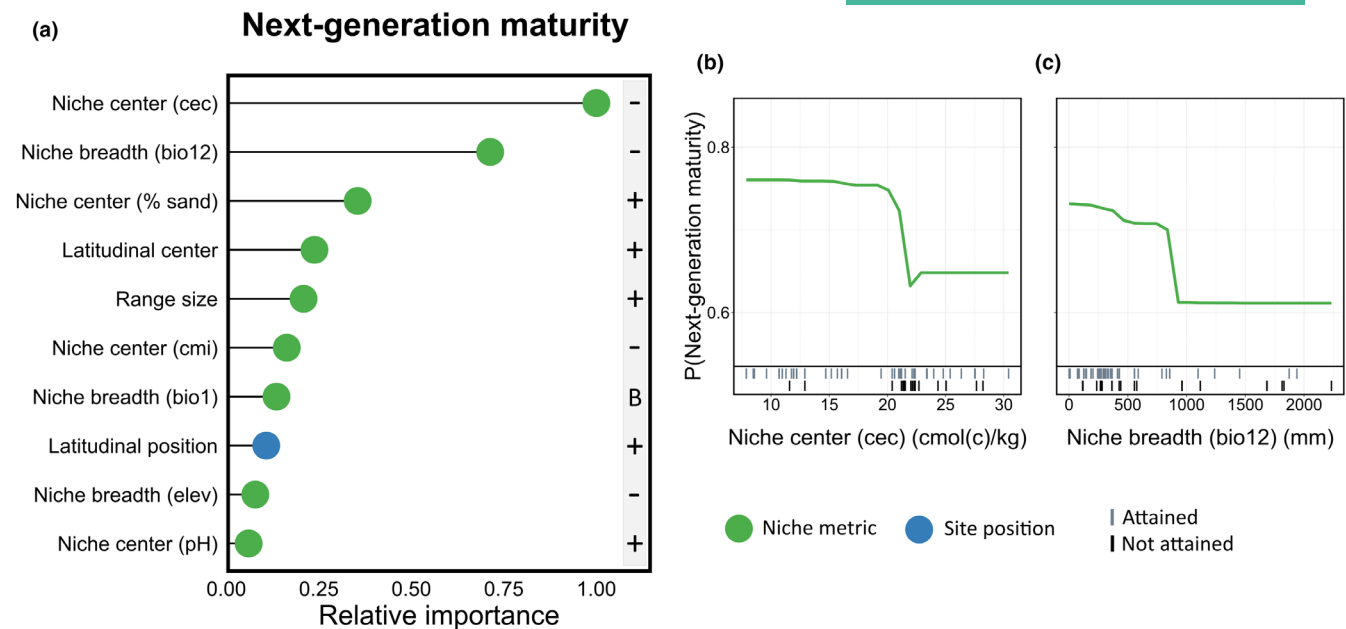 (a)
Next-generation maturity
Niche center (cec)
-
Niche breadth (bio12)
-
Niche center (% sand)
+
Latitudinal center
+
Range size
+
Niche center (cmi)
-
Niche breadth (bio1)
B
Latitudinal position
+
Niche breadth (elev)
-
Niche center (pH)
+
0.00 0.25 0.50 0.75 1.00
Relative importance
(b)
P(Next-generation maturity)
0.8
0.6
10 15 20 25 30
Niche center (cec) (cmol(c)/kg)
(c)
0 500 1000 1500 2000
Niche breadth (bio12) (mm)
Niche metric
Site position
Attained
Not attained